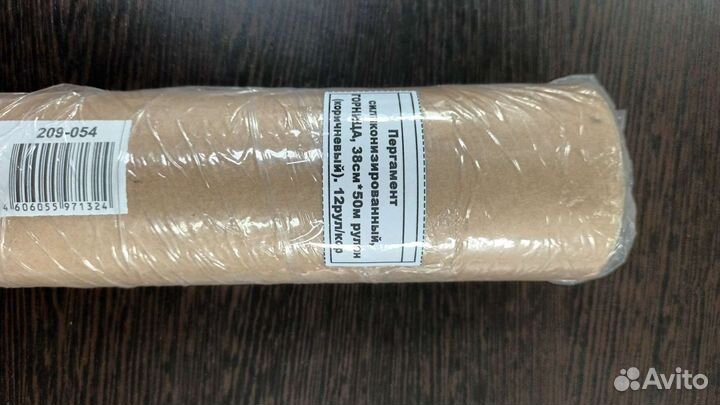 209-054
4606055971324
Пергамент
силиконизированный,
ГОРНИЦА, 38см*50м рулон
(коричневый). 12рул/кор
Avito